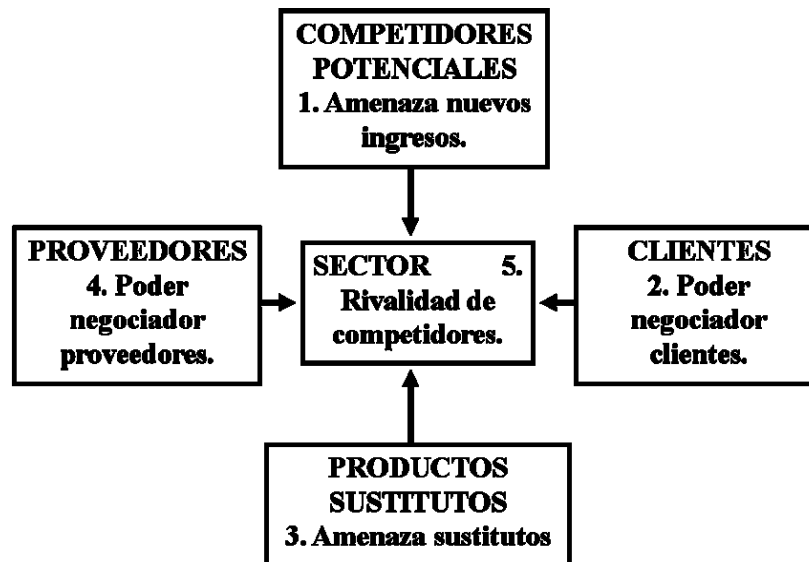 COMPETIDORES
POTENCIALES
1. Amenaza nuevos
ingresos.
PROVEEDORES
4. Poder
negociador
proveedores.
SECTOR 5.
Rivalidad de
competidores.
CLIENTES
2. Poder
negociador
clientes.
PRODUCTOS
SUSTITUTOS
3. Amenaza sustitutos